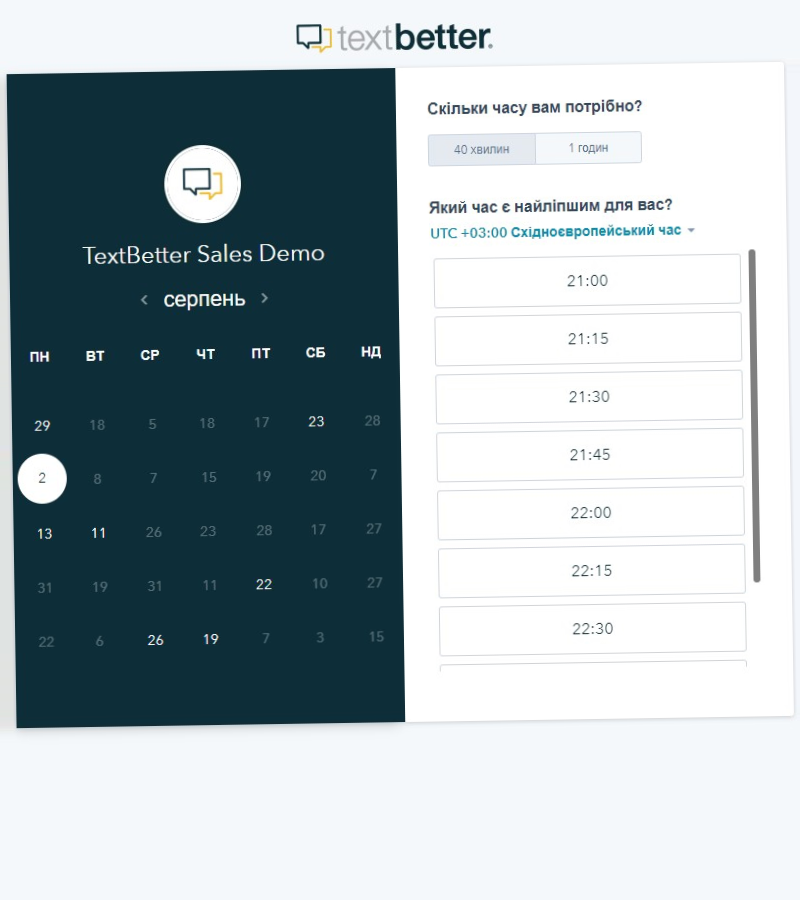 textbetter.
TextBetter Sales Demo
серпень
ПН ВТ СР ЧТ ПТ СБ НД
29 18 5 18 17 23 28
2 8 7 15 19 20 7
13 11 26 23 28 17 27
31 19 31 11 22 10 27
22 6 26 19 7 3 15
Скільки часу вам потрібно?
40 хвилин 1 годин
Який час є найліпшим для вас?
UTC +03:00 Східноєвропейський час
21:00
21:15
21:30
21:45
22:00
22:15
22:30